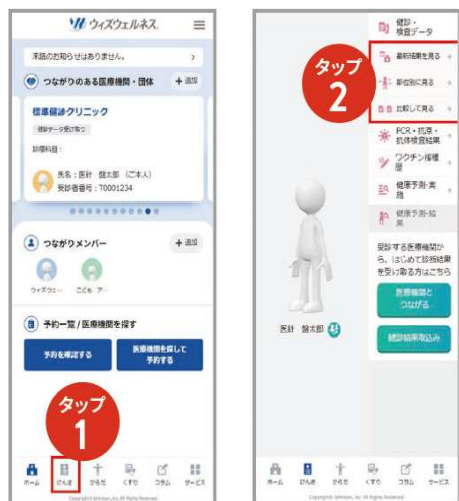 ウィズウェルネス
未読のお知らせはありません。
つながりのある医療機関・団体
+ 追加
標準健診クリニック
健診データ受け取り
診療科目：
氏名：医計 盤太郎 （ご本人）
受診者番号：T0001234
つながりメンバー
+ 追加
ウィズウェ…
こども ア…
予約一覧 / 医療機関を探す
予約を確認する
医療機関を探して
予約する
タップ
1
ホーム
けんさ
からだ
くすり
コラム
サービス
健診・
検査データ
最新結果を見る
部位別に見る
比較して見る
タップ
2
PCR・抗原・
抗体検査結果
ワクチン接種
歴
健康予測-実
施
健康予測-結
果
受診する医療機関か
ら、はじめて診断結果
を受け取る方はこちら
医療機関と
つながる
健診結果取込み
医計 盤太郎
ホーム
けんさ
からだ
くすり
コラム
サービス